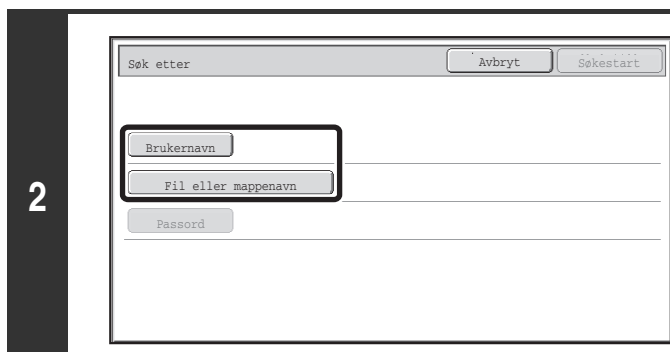 2
Søk etter Avbryt Søkestart
Brukernavn
Fil eller mappenavn
Passord